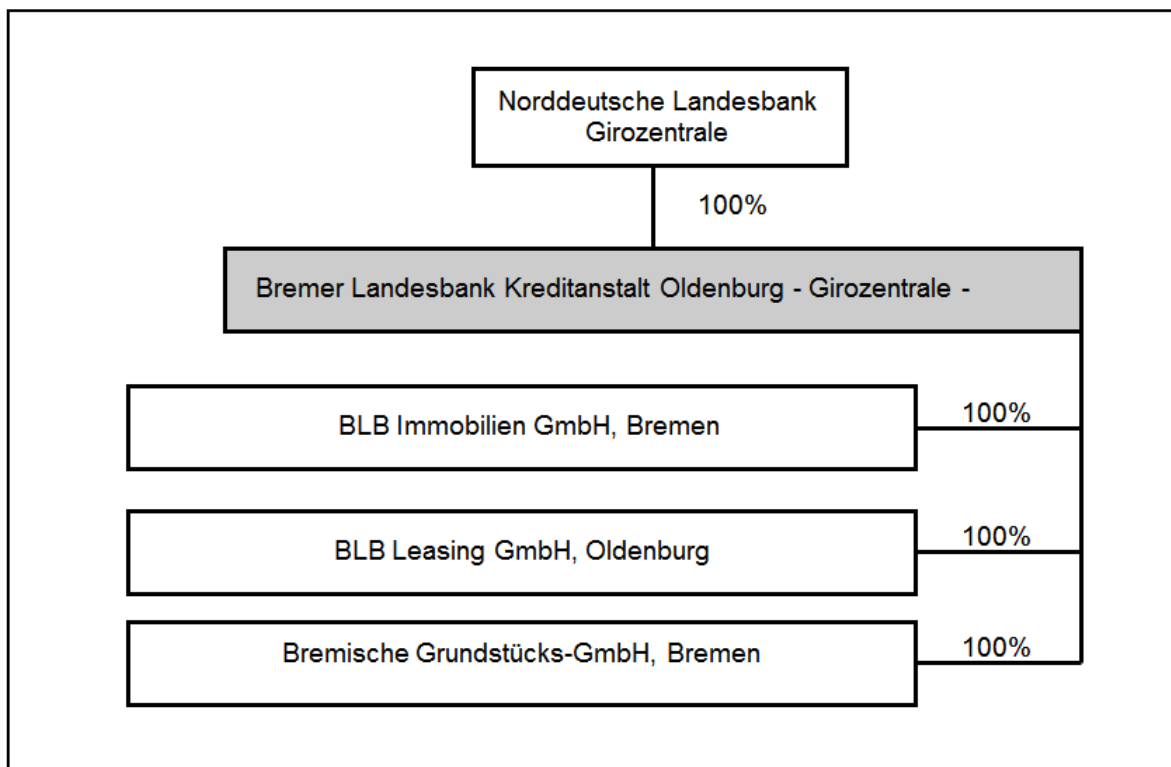 Norddeutsche Landesbank
Girozentrale
100%
Bremer Landesbank Kreditanstalt Oldenburg - Girozentrale -
BLB Immobilien GmbH, Bremen
100%
BLB Leasing GmbH, Oldenburg
100%
Bremische Grundstücks-GmbH, Bremen
100%